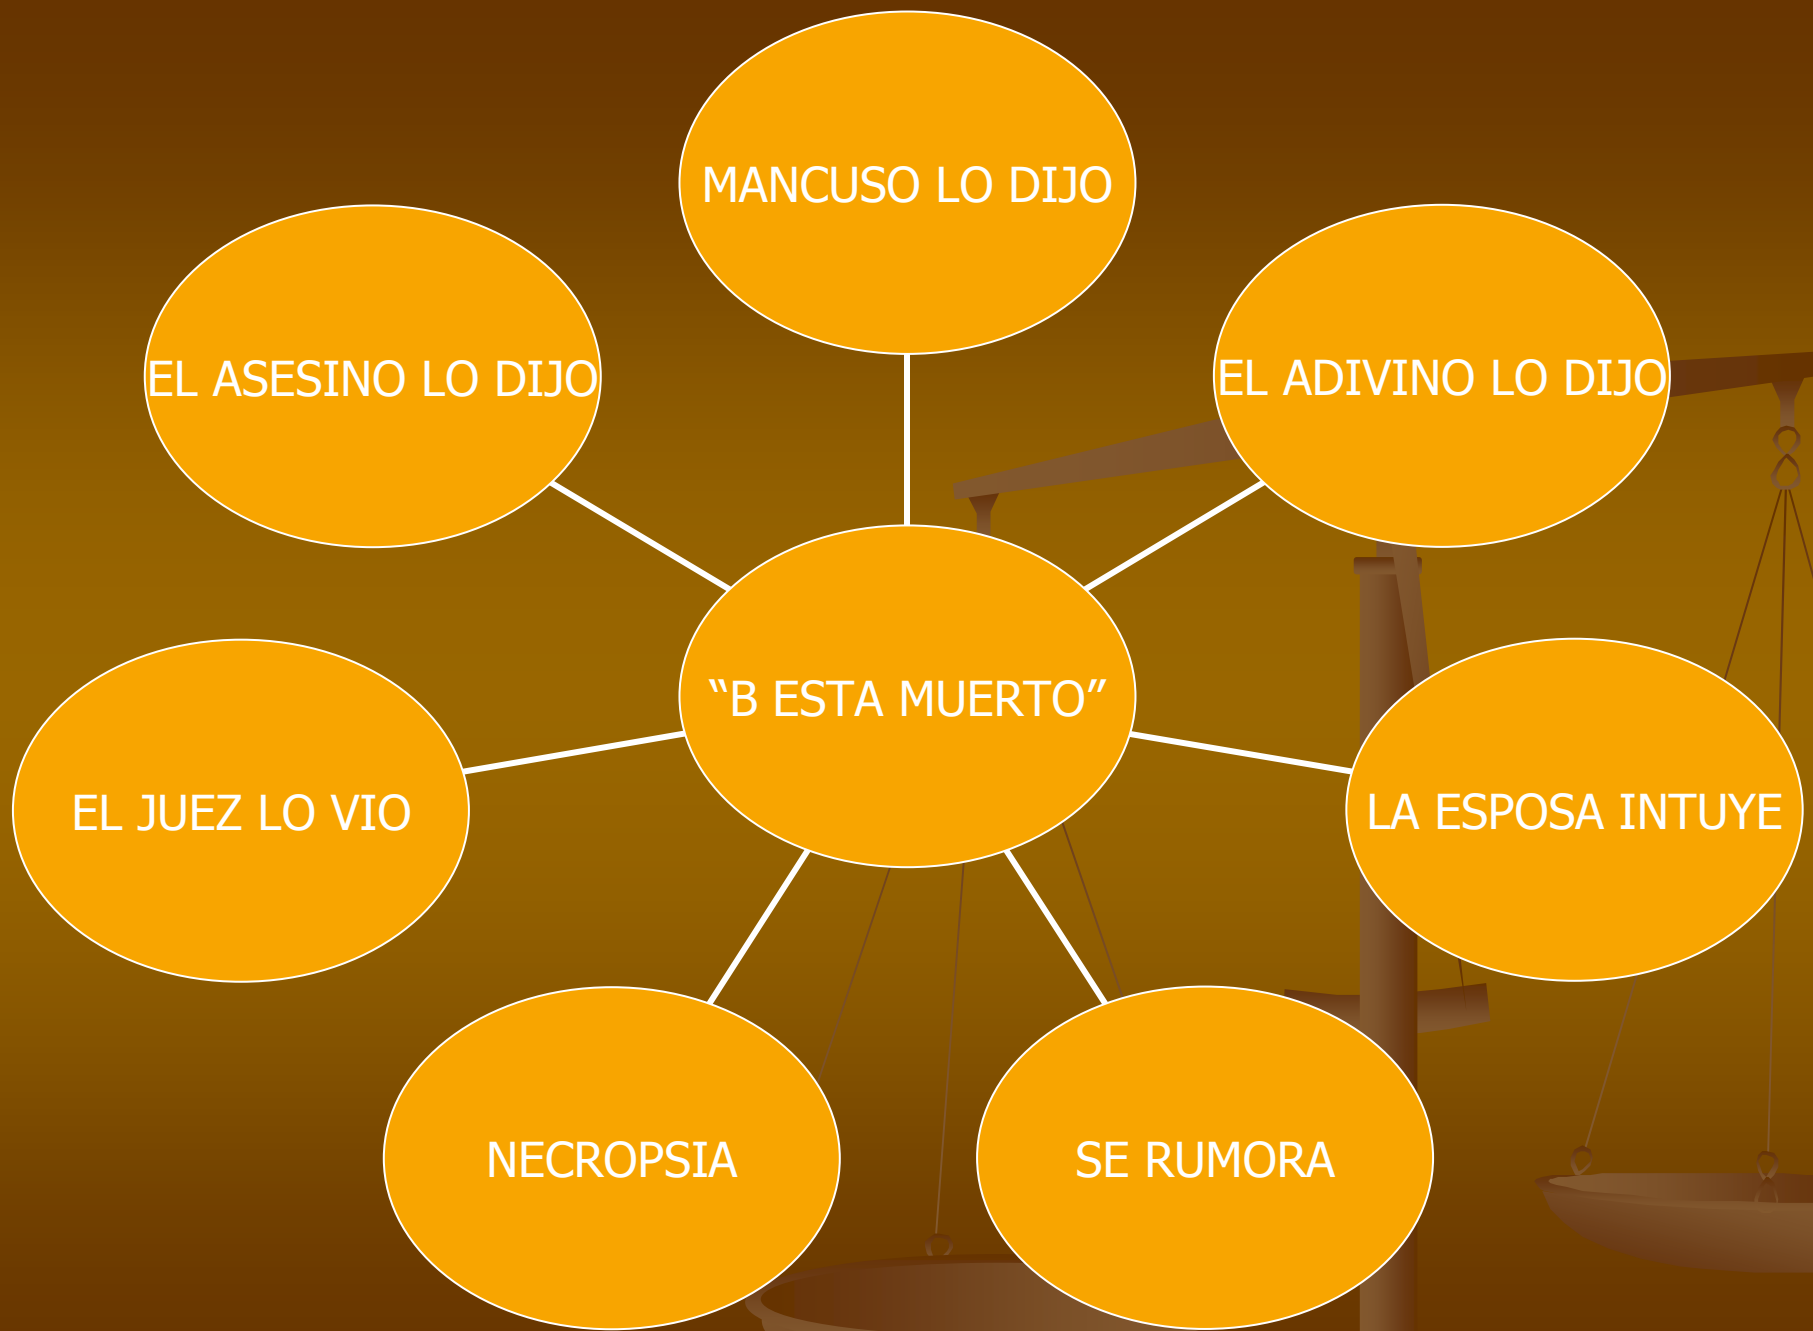 MANCUSO LO DIJO
EL ASESINO LO DIJO
EL ADIVINO LO DIJO
“B ESTA MUERTO”
EL JUEZ LO VIO
LA ESPOSA INTUYE
NECROPSIA
SE RUMORA